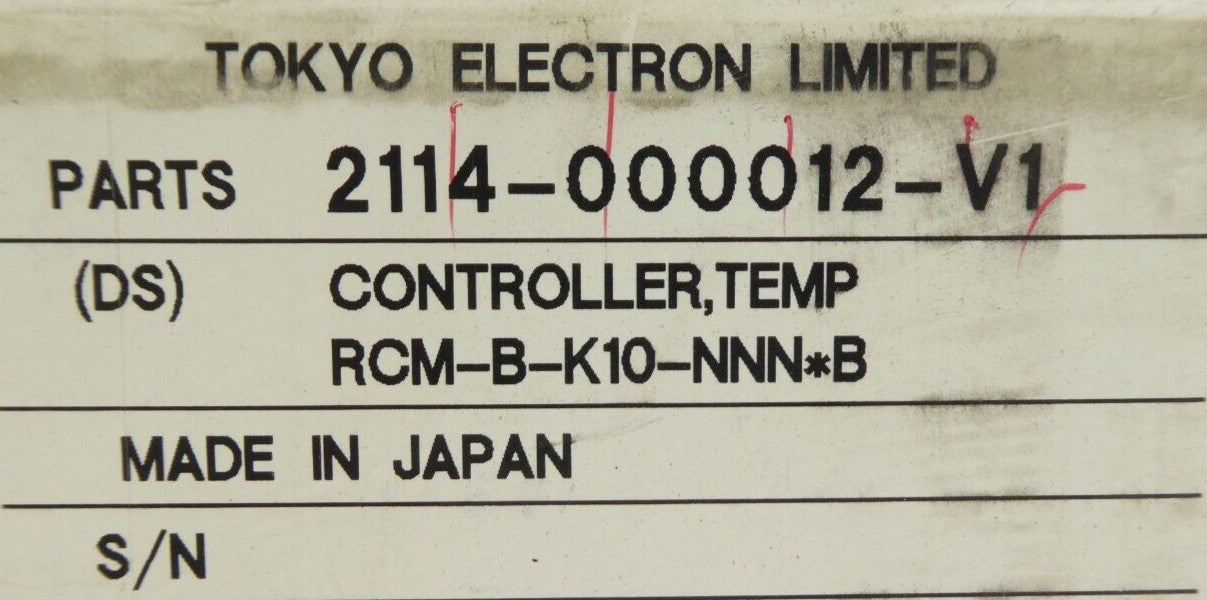 TOKYO ELECTRON LIMITED
PARTS 2114-000012-V1
(DS) CONTROLLER,TEMP
RCM-B-K10-NNN*B
MADE IN JAPAN
S/N